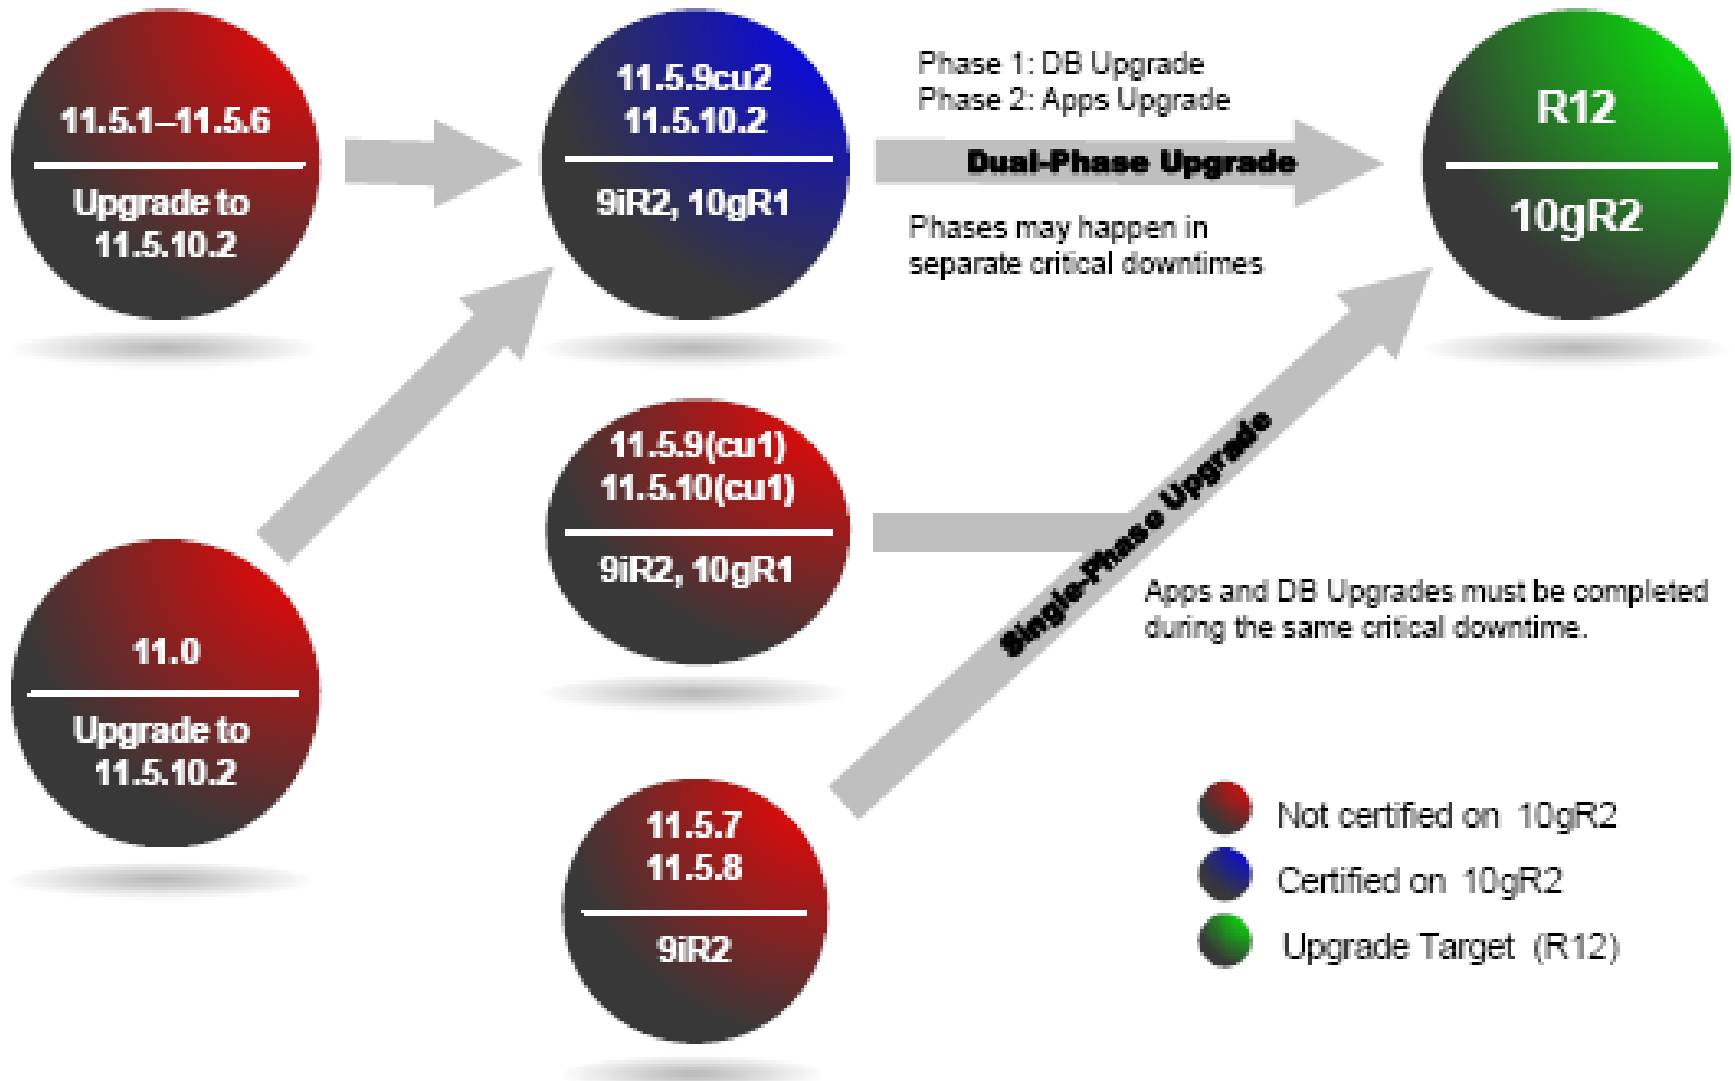 11.5.1–11.5.6
Upgrade to
11.5.10.2
11.5.9cu2
11.5.10.2
9iR2, 10gR1
Phase 1: DB Upgrade
Phase 2: Apps Upgrade
Dual-Phase Upgrade
Phases may happen in
separate critical downtimes
R12
10gR2
11.5.9(cu1)
11.5.10(cu1)
9iR2, 10gR1
Single-Phase Upgrade
Apps and DB Upgrades must be completed
during the same critical downtime.
11.0
Upgrade to
11.5.10.2
11.5.7
11.5.8
9iR2
Not certified on 10gR2
Certified on 10gR2
Upgrade Target (R12)